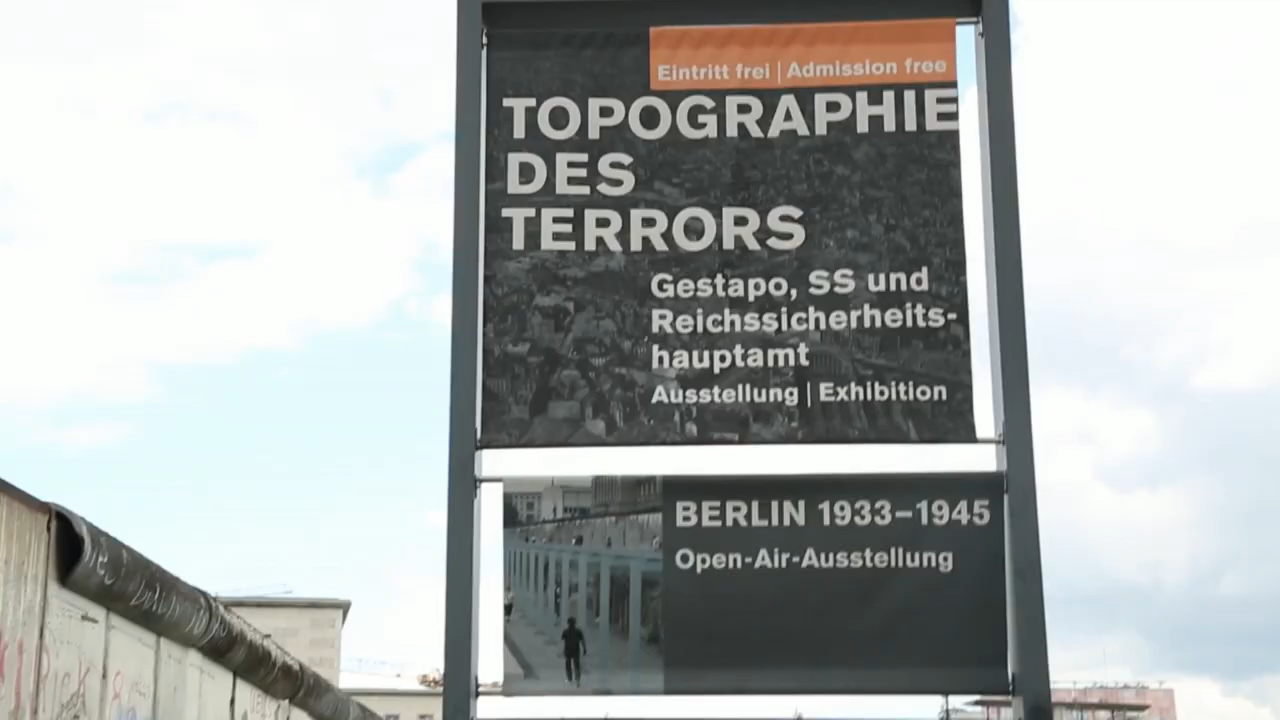 Eintritt frei | Admission free
TOPOGRAPHIE
DES
TERRORS
Gestapo, SS und
Reichssicherheits-
hauptamt
Ausstellung | Exhibition
BERLIN 1933–1945
Open-Air-Ausstellung